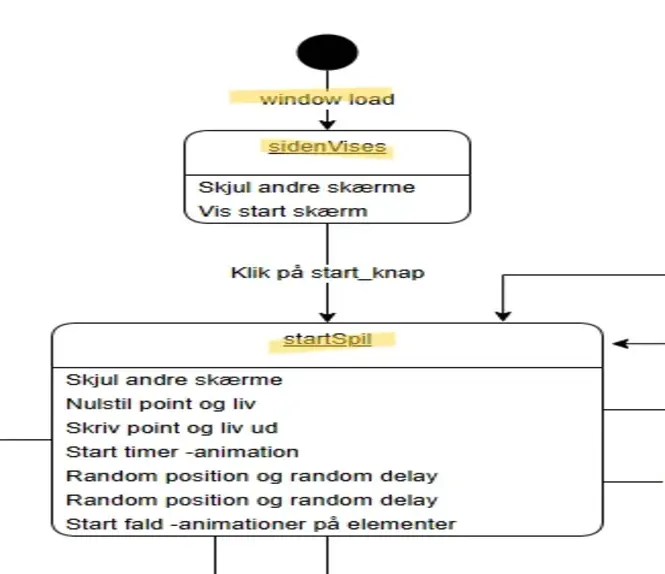 window load
sidenVises
Skjul andre skærme
Vis start skærm
Klik på start_knap
startSpil
Skjul andre skærme
Nulstil point og liv
Skriv point og liv ud
Start timer -animation
Random position og random delay
Random position og random delay
Start fald -animationer på elementer